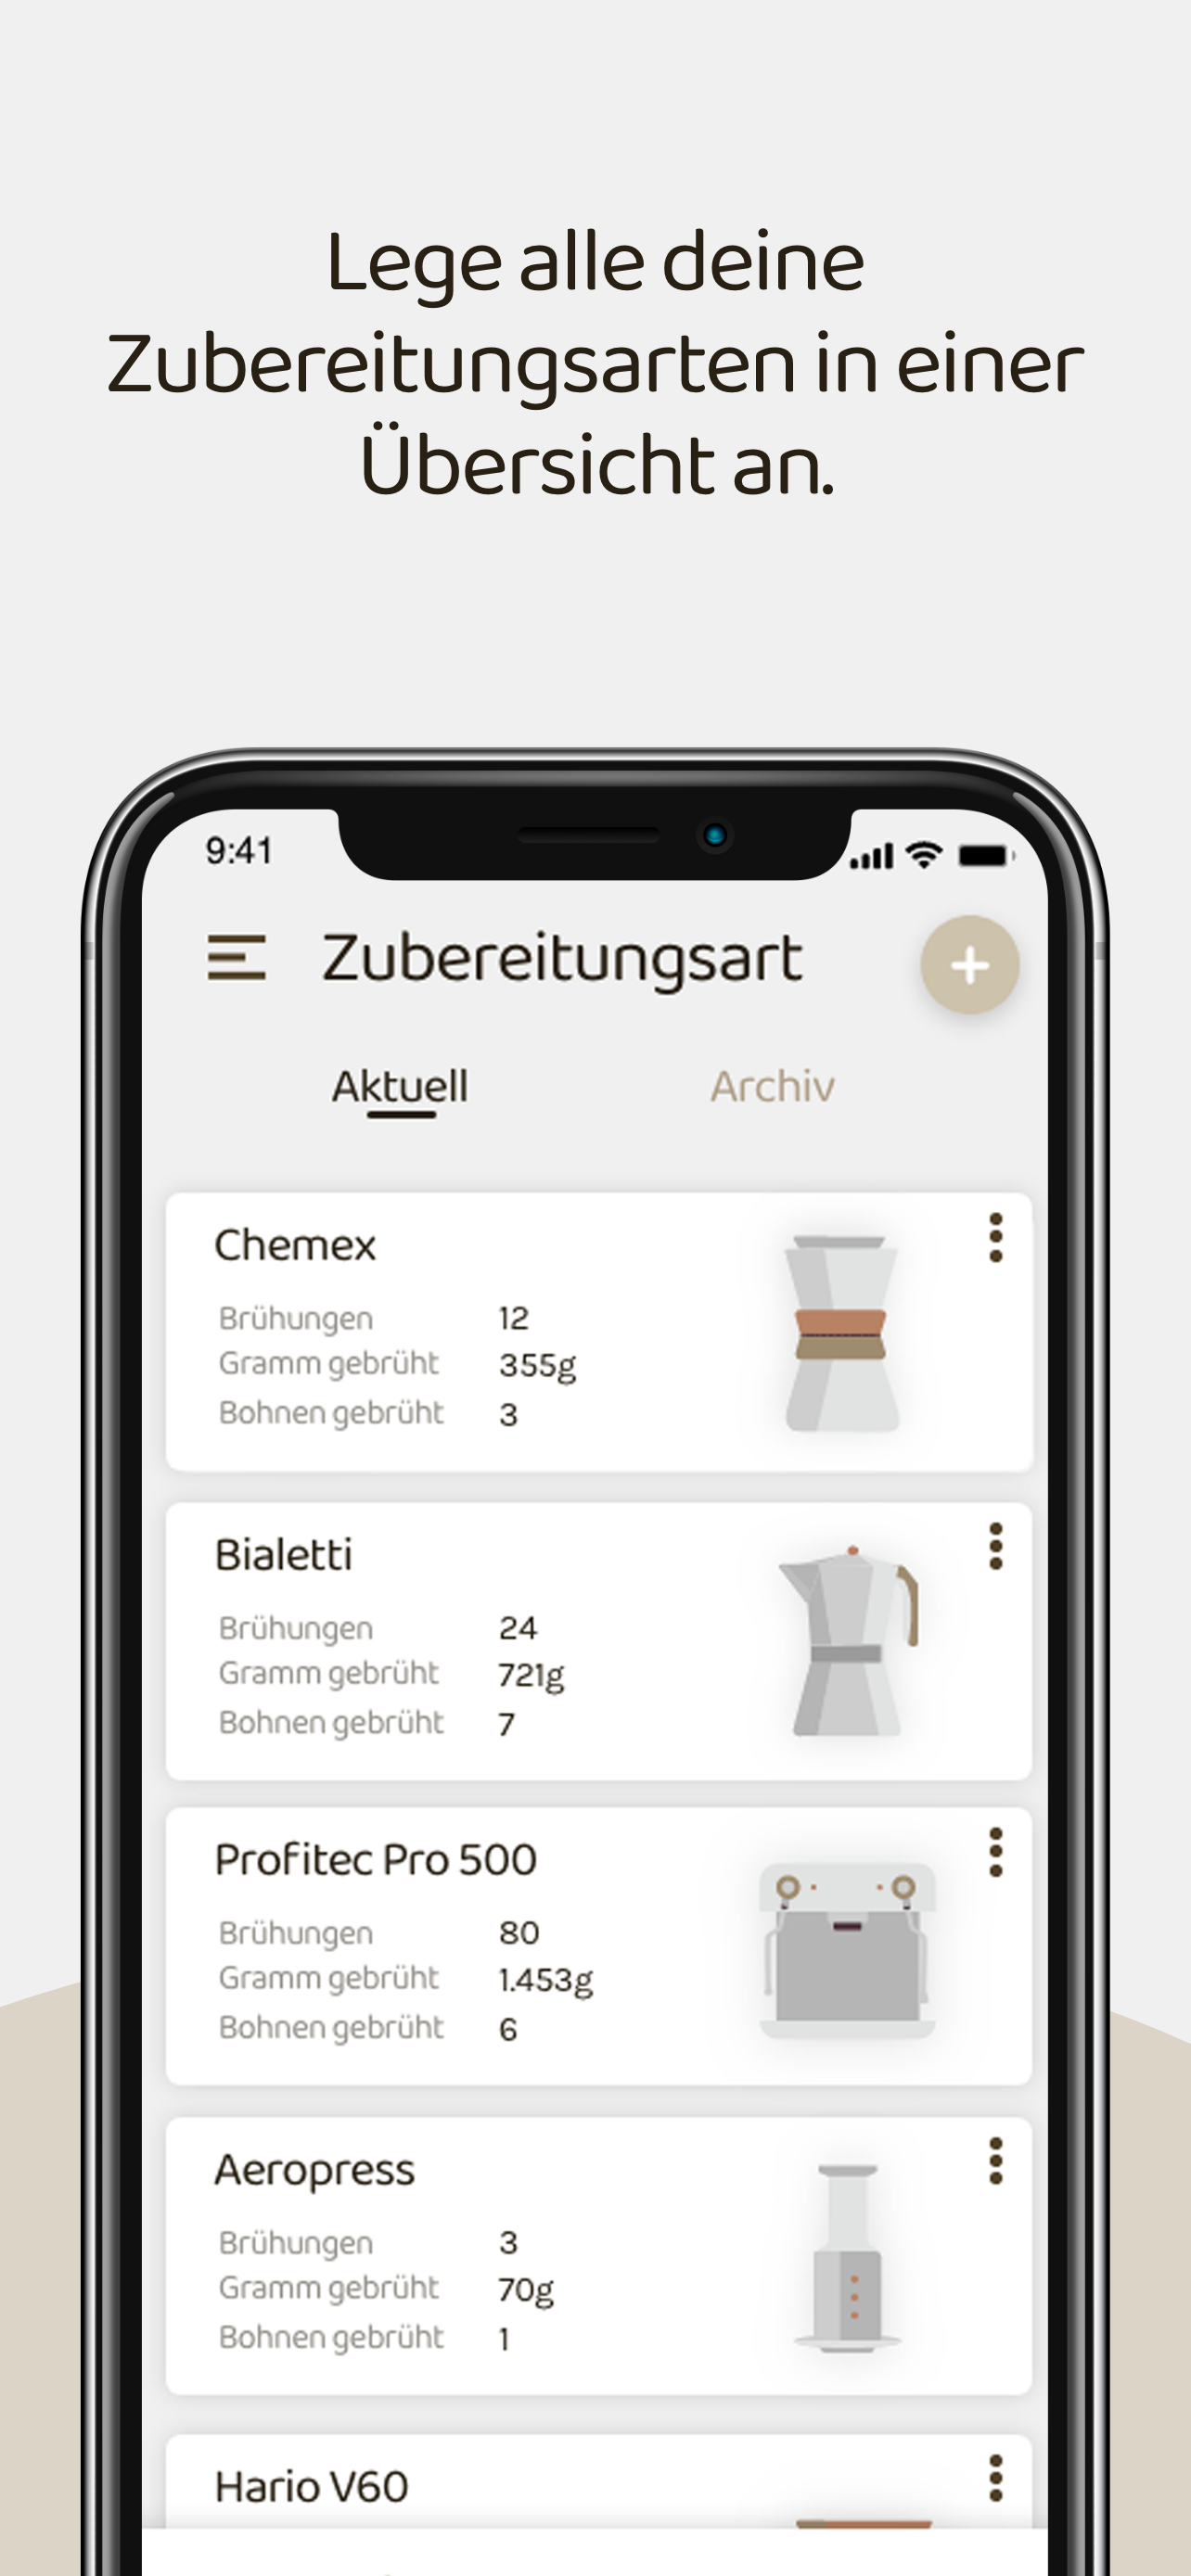 Lege alle deine
Zubereitungsarten in einer
Übersicht an.
9:41
Zubereitungsart
Aktuell
Archiv
Chemex
Brühungen 12
Gramm gebrüht 355g
Bohnen gebrüht 3
Bialetti
Brühungen 24
Gramm gebrüht 721g
Bohnen gebrüht 7
Profitec Pro 500
Brühungen 80
Gramm gebrüht 1.453g
Bohnen gebrüht 6
Aeropress
Brühungen 3
Gramm gebrüht 70g
Bohnen gebrüht 1
Hario V60